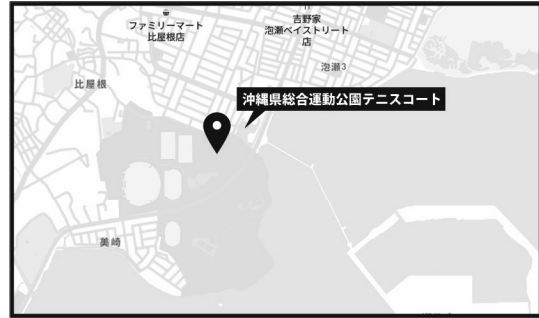 ファミリーマート
比屋根店
吉野家
泡瀬ベイストリート
店
泡瀬3
比屋根
沖縄県総合運動公園テニスコート
美崎